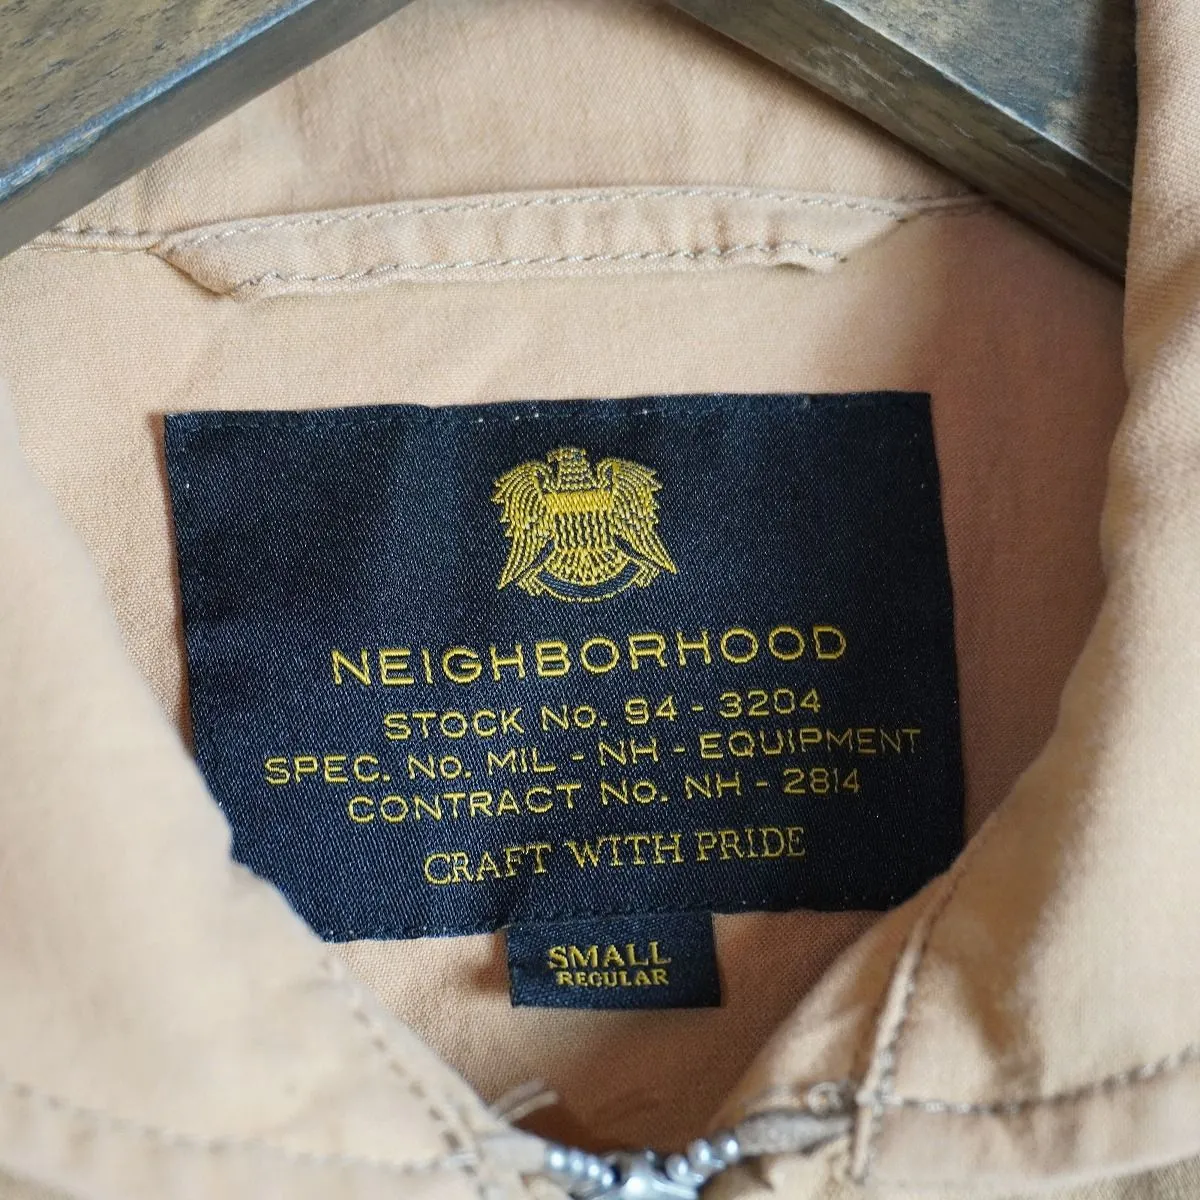 NEIGHBORHOOD
STOCK No. 94 - 3204
SPEC. No. MIL - NH - EQUIPMENT
CONTRACT No. NH - 2814
CRAFT WITH PRIDE
SMALL
REGULAR